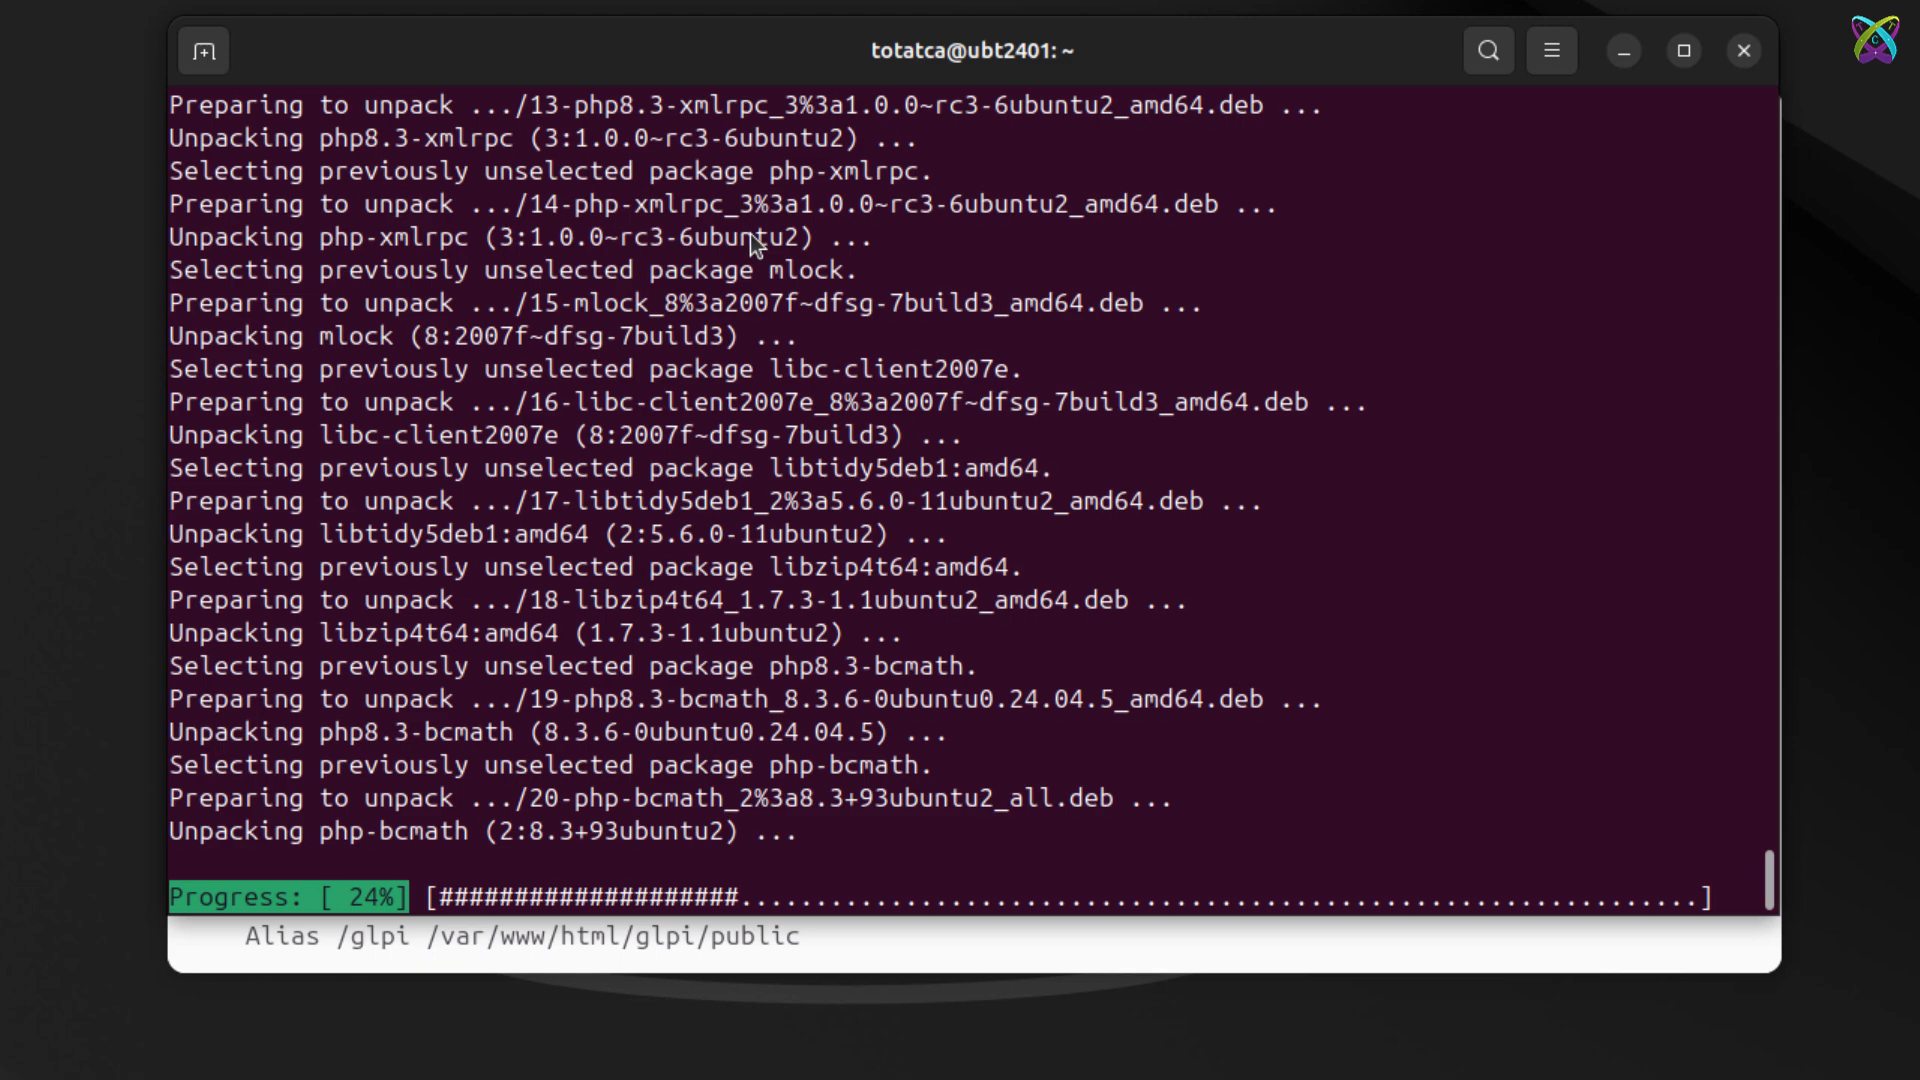 totatca@ubt2401: ~
Preparing to unpack .../13-php8.3-xmlrpc_3%3a1.0.0~rc3-6ubuntu2_amd64.deb ...
Unpacking php8.3-xmlrpc (3:1.0.0~rc3-6ubuntu2) ...
Selecting previously unselected package php-xmlrpc.
Preparing to unpack .../14-php-xmlrpc_3%3a1.0.0~rc3-6ubuntu2_amd64.deb ...
Unpacking php-xmlrpc (3:1.0.0~rc3-6ubuntu2) ...
Selecting previously unselected package mlock.
Preparing to unpack .../15-mlock_8%3a2007f~dfsg-7build3_amd64.deb ...
Unpacking mlock (8:2007f~dfsg-7build3) ...
Selecting previously unselected package libc-client2007e.
Preparing to unpack .../16-libc-client2007e_8%3a2007f~dfsg-7build3_amd64.deb ...
Unpacking libc-client2007e (8:2007f~dfsg-7build3) ...
Selecting previously unselected package libtidy5deb1:amd64.
Preparing to unpack .../17-libtidy5deb1_2%3a5.6.0-11ubuntu2_amd64.deb ...
Unpacking libtidy5deb1:amd64 (2:5.6.0-11ubuntu2) ...
Selecting previously unselected package libzip4t64:amd64.
Preparing to unpack .../18-libzip4t64_1.7.3-1.1ubuntu2_amd64.deb ...
Unpacking libzip4t64:amd64 (1.7.3-1.1ubuntu2) ...
Selecting previously unselected package php8.3-bcmath.
Preparing to unpack .../19-php8.3-bcmath_8.3.6-0ubuntu0.24.04.5_amd64.deb ...
Unpacking php8.3-bcmath (8.3.6-0ubuntu0.24.04.5) ...
Selecting previously unselected package php-bcmath.
Preparing to unpack .../20-php-bcmath_2%3a8.3+93ubuntu2_all.deb ...
Unpacking php-bcmath (2:8.3+93ubuntu2) ...
Progress: [ 24%] [####################................................................]
Alias /glpi /var/www/html/glpi/public